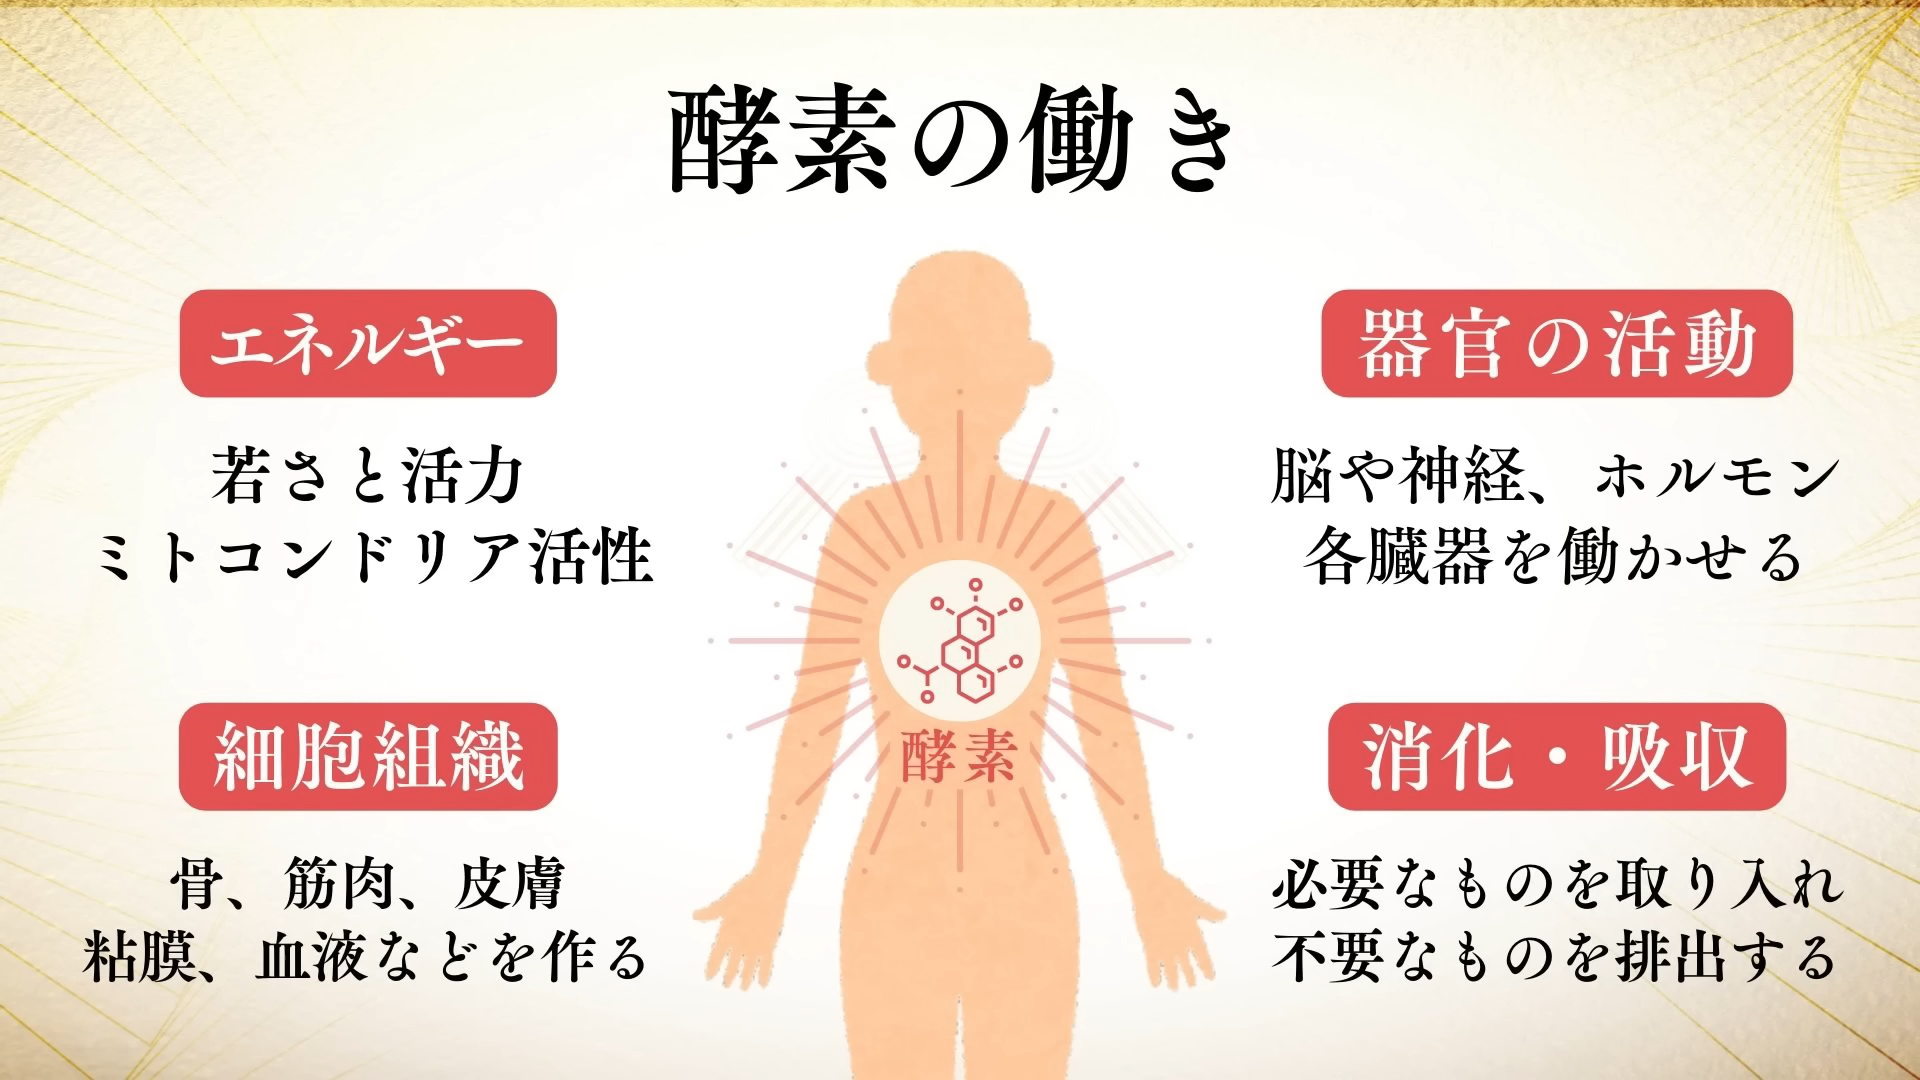 酵素の働き
エネルギー
若さと活力
ミトコンドリア活性
器官の活動
脳や神経、ホルモン
各臓器を働かせる
酵素
細胞組織
骨、筋肉、皮膚
粘膜、血液などを作る
消化・吸収
必要なものを取り入れ
不要なものを排出する